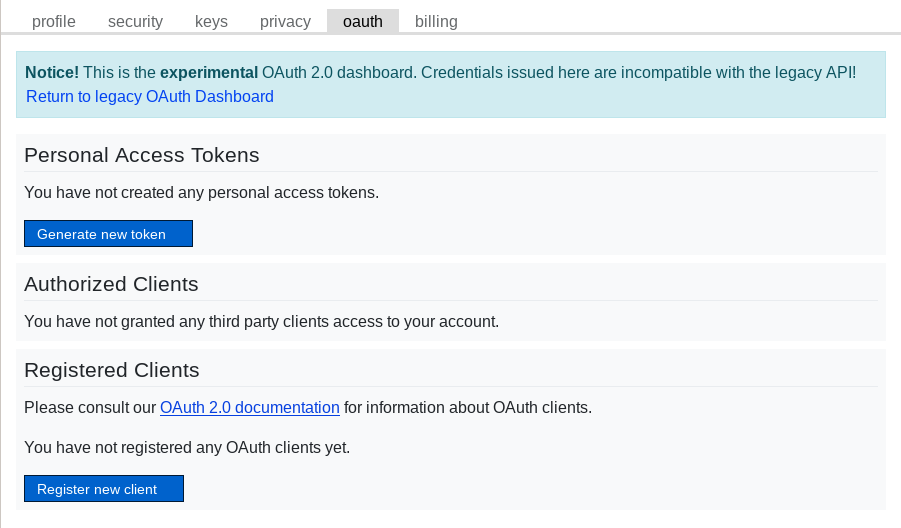 profile security keys privacy oauth billing
Notice! This is the experimental OAuth 2.0 dashboard. Credentials issued here are incompatible with the legacy API!
Return to legacy OAuth Dashboard
Personal Access Tokens
You have not created any personal access tokens.
Generate new token
Authorized Clients
You have not granted any third party clients access to your account.
Registered Clients
Please consult our OAuth 2.0 documentation for information about OAuth clients.
You have not registered any OAuth clients yet.
Register new client